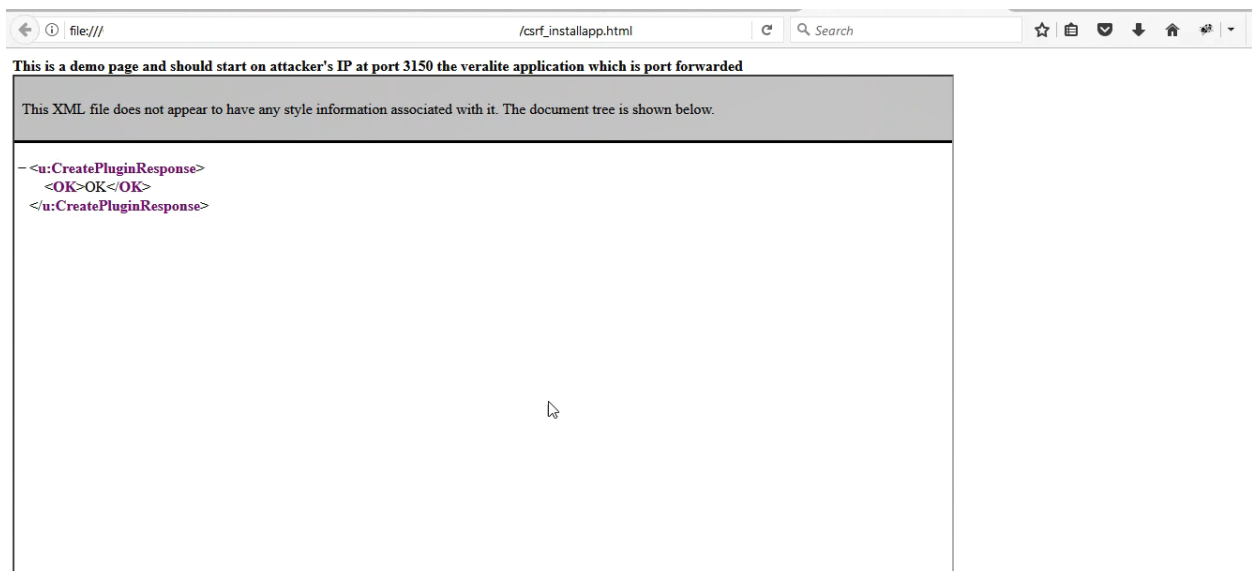 file:/// /csrf_installapp.html Search
This is a demo page and should start on attacker's IP at port 3150 the veralite application which is port forwarded
This XML file does not appear to have any style information associated with it. The document tree is shown below.
−<u:CreatePluginResponse>
<OK>OK</OK>
</u:CreatePluginResponse>